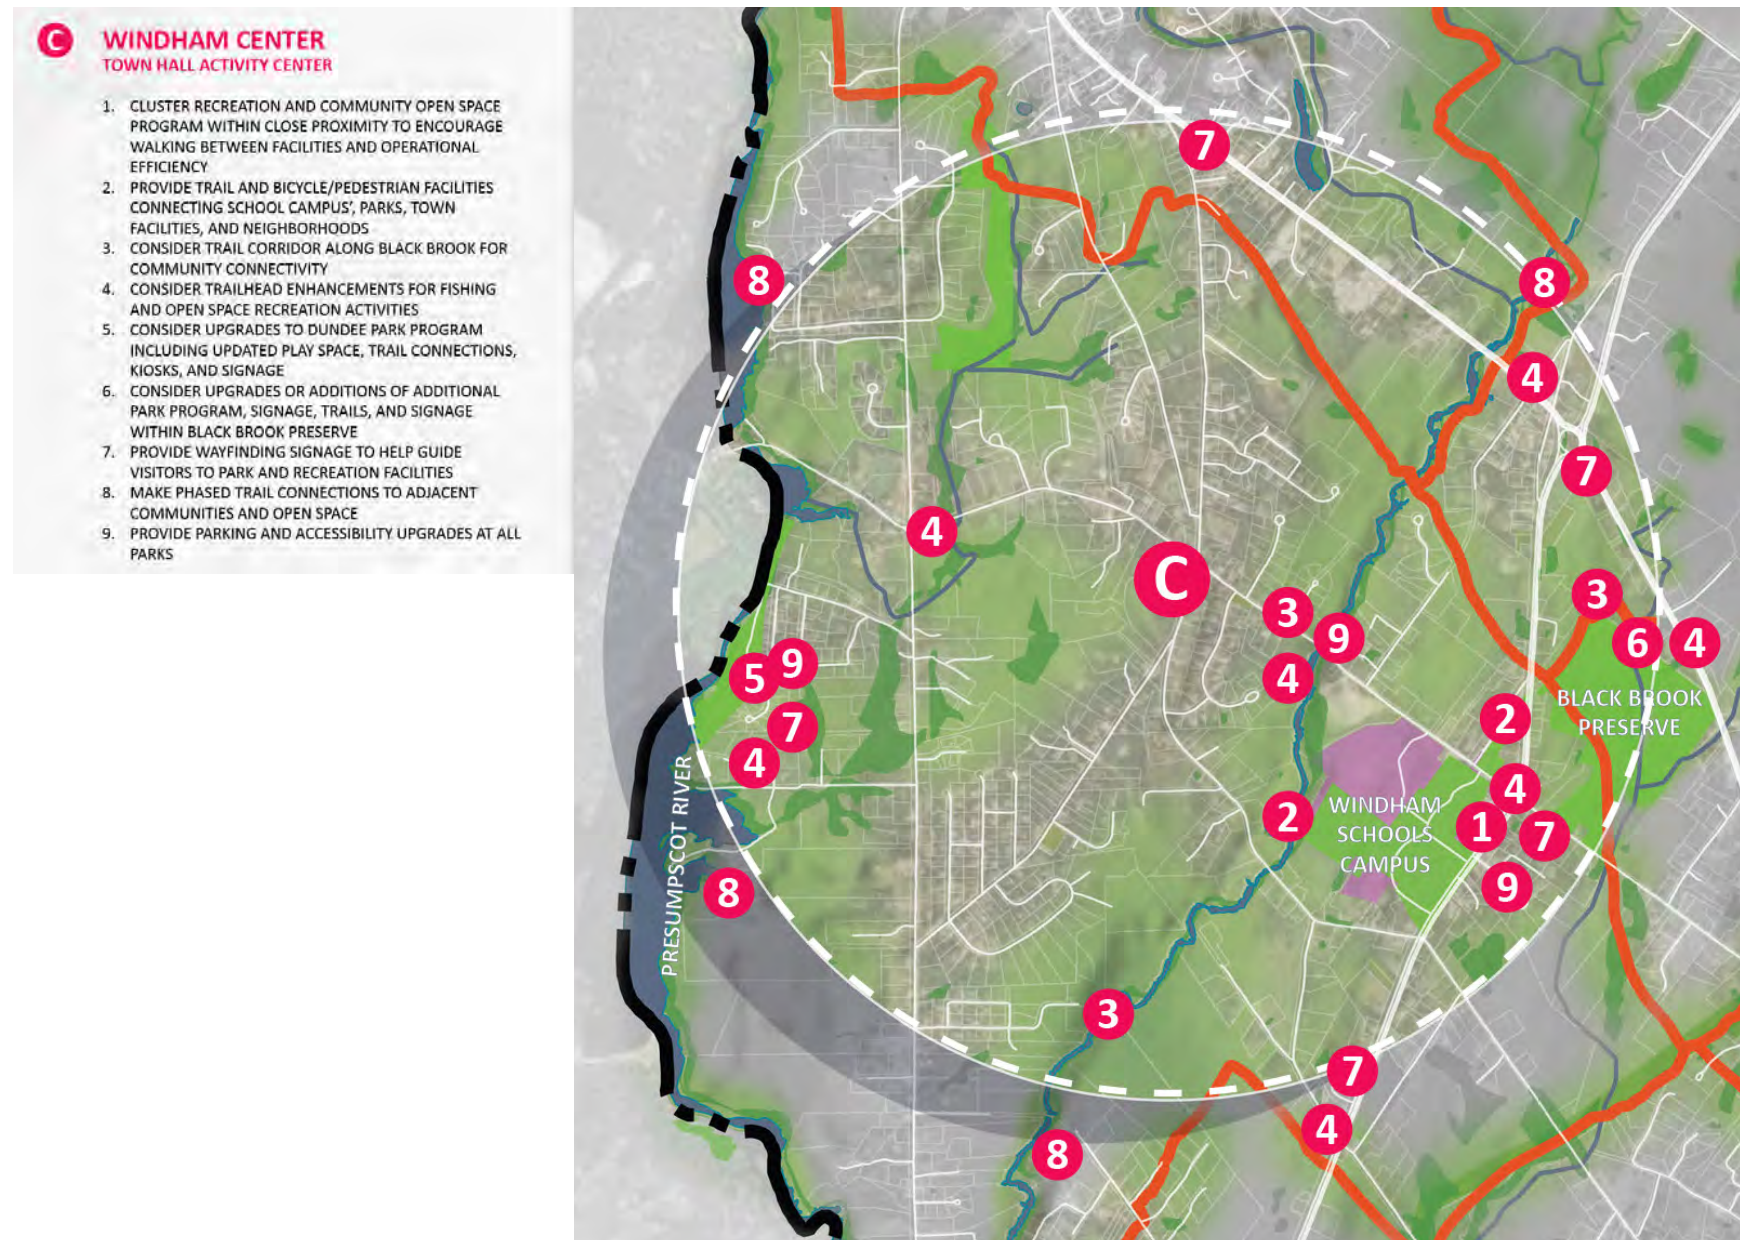 C WINDHAM CENTER
TOWN HALL ACTIVITY CENTER
1. CLUSTER RECREATION AND COMMUNITY OPEN SPACE
PROGRAM WITHIN CLOSE PROXIMITY TO ENCOURAGE
WALKING BETWEEN FACILITIES AND OPERATIONAL
EFFICIENCY
2. PROVIDE TRAIL AND BICYCLE/PEDESTRIAN FACILITIES
CONNECTING SCHOOL CAMPUS', PARKS, TOWN
FACILITIES, AND NEIGHBORHOODS
3. CONSIDER TRAIL CORRIDOR ALONG BLACK BROOK FOR
COMMUNITY CONNECTIVITY
4. CONSIDER TRAILHEAD ENHANCEMENTS FOR FISHING
AND OPEN SPACE RECREATION ACTIVITIES
5. CONSIDER UPGRADES TO DUNDEE PARK PROGRAM
INCLUDING UPDATED PLAY SPACE, TRAIL CONNECTIONS,
KIOSKS, AND SIGNAGE
6. CONSIDER UPGRADES OR ADDITIONS OF ADDITIONAL
PARK PROGRAM, SIGNAGE, TRAILS, AND SIGNAGE
WITHIN BLACK BROOK PRESERVE
7. PROVIDE WAYFINDING SIGNAGE TO HELP GUIDE
VISITORS TO PARK AND RECREATION FACILITIES
8. MAKE PHASED TRAIL CONNECTIONS TO ADJACENT
COMMUNITIES AND OPEN SPACE
9. PROVIDE PARKING AND ACCESSIBILITY UPGRADES AT ALL
PARKS
7
8
8
4
7
4
C
3
3
9
6
4
9
5
4
BLACK BROOK
PRESERVE
2
7
4
4
WINDHAM
SCHOOLS
CAMPUS
2
1
7
9
PRESUMPSCOT RIVER
8
3
7
4
8